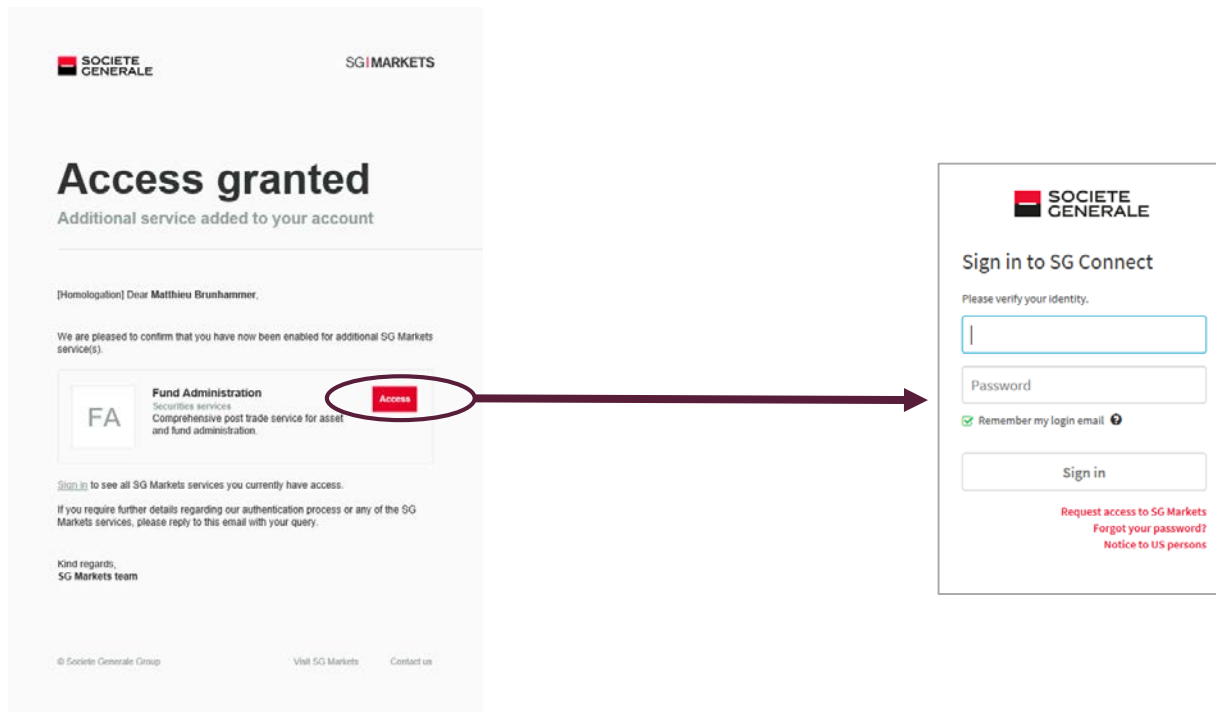 SOCIETE
GENERALE
SG|MARKETS
Access granted
Additional service added to your account
[Homologation] Dear Matthieu Brunhammer,
We are pleased to confirm that you have now been enabled for additional SG Markets
service(s).
FA
Fund Administration
Securities services
Comprehensive post trade service for asset
and fund administration.
Access
Sign in to see all SG Markets services you currently have access.
If you require further details regarding our authentication process or any of the SG
Markets services, please reply to this email with your query.
Kind regards,
SG Markets team
© Societe Generale Group
Visit SG Markets
Contact us
SOCIETE
GENERALE
Sign in to SG Connect
Please verify your identity.
Password
Remember my login email ?
Sign in
Request access to SG Markets
Forgot your password?
Notice to US persons